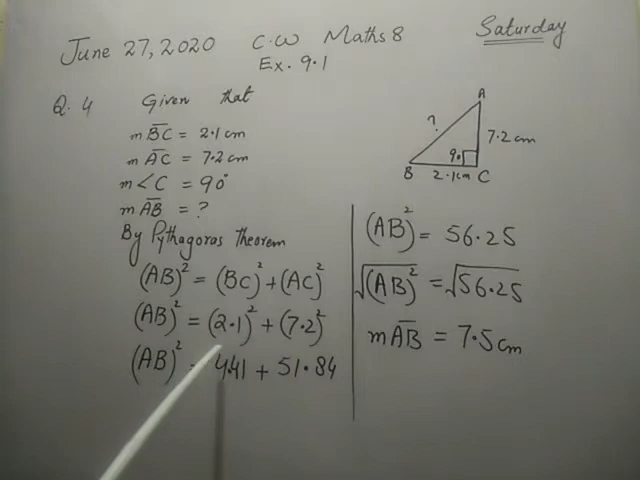 June 27, 2020 C.W Maths 8 Saturday
Ex. 9.1
Q. 4 Given that
mBC = 2.1 cm
mAC = 7.2 cm
m<C = 90°
mAB = ?
By Pythagoras theorem
(AB)² = (BC)² + (AC)²
(AB)² = (2.1)² + (7.2)²
(AB)² = 4.41 + 51.84
A
?
7.2 cm
90
B 2.1cm C
(AB)² = 56.25
√(AB)² = √56.25
mAB = 7.5 cm